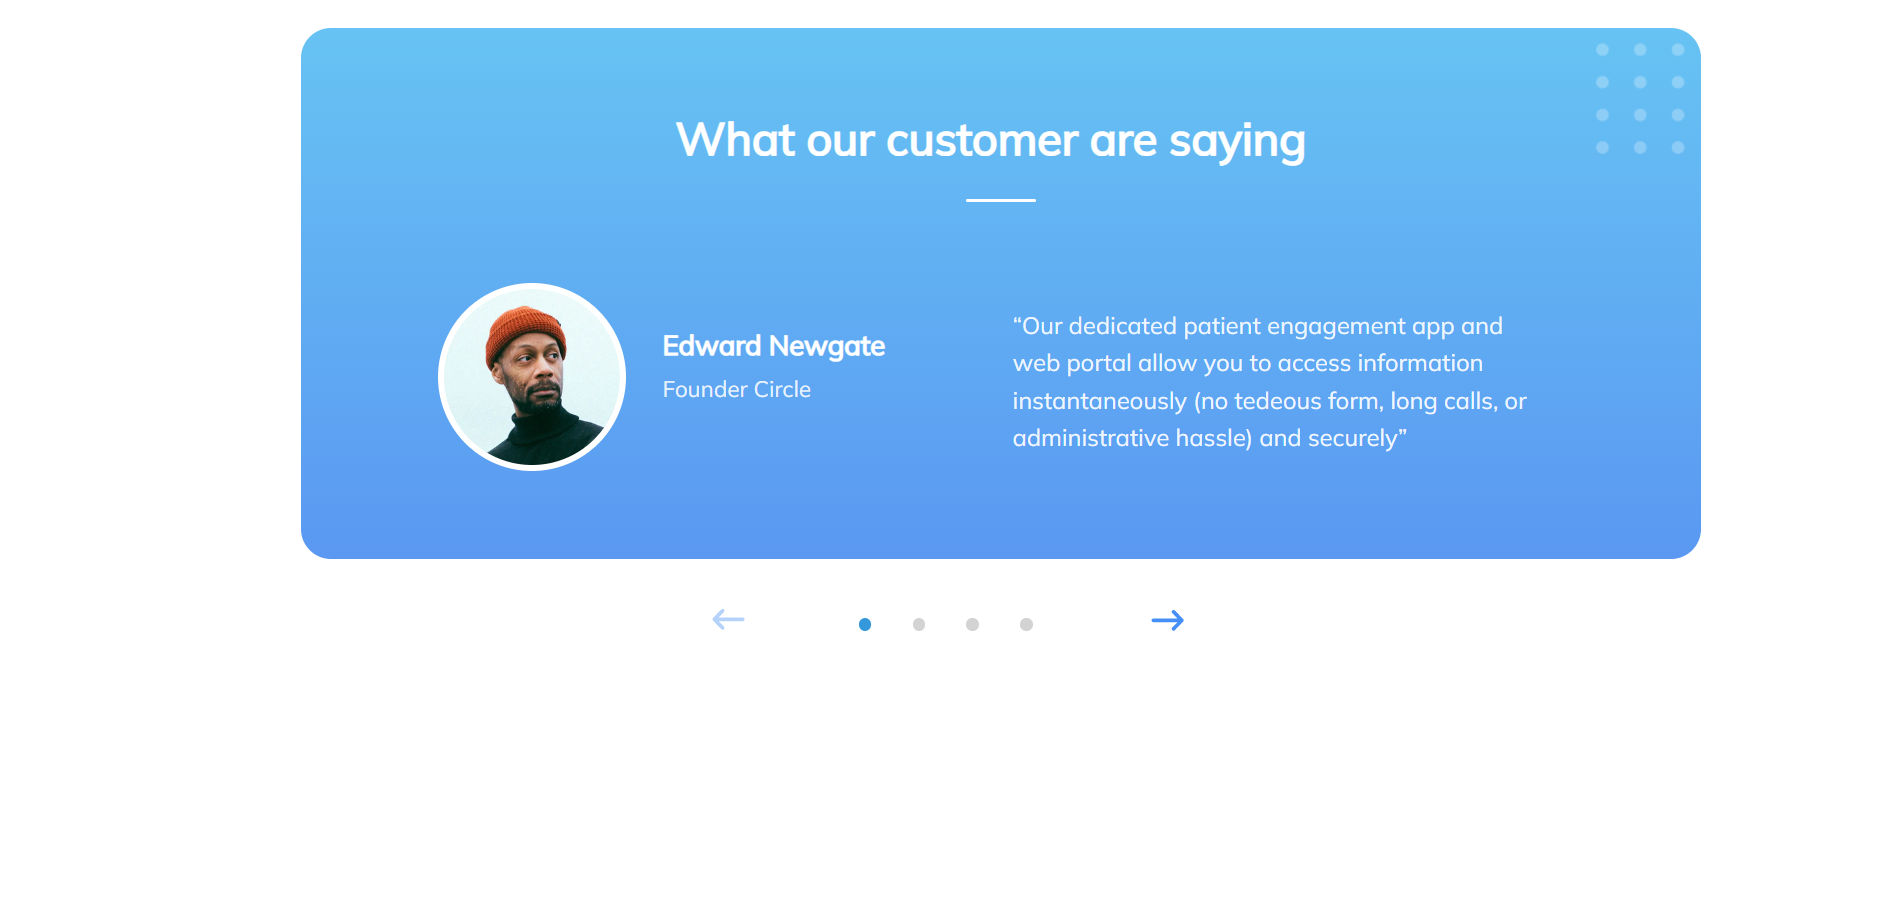 What our customer are saying
Edward Newgate
Founder Circle
“Our dedicated patient engagement app and
web portal allow you to access information
instantaneously (no tedeous form, long calls, or
administrative hassle) and securely”